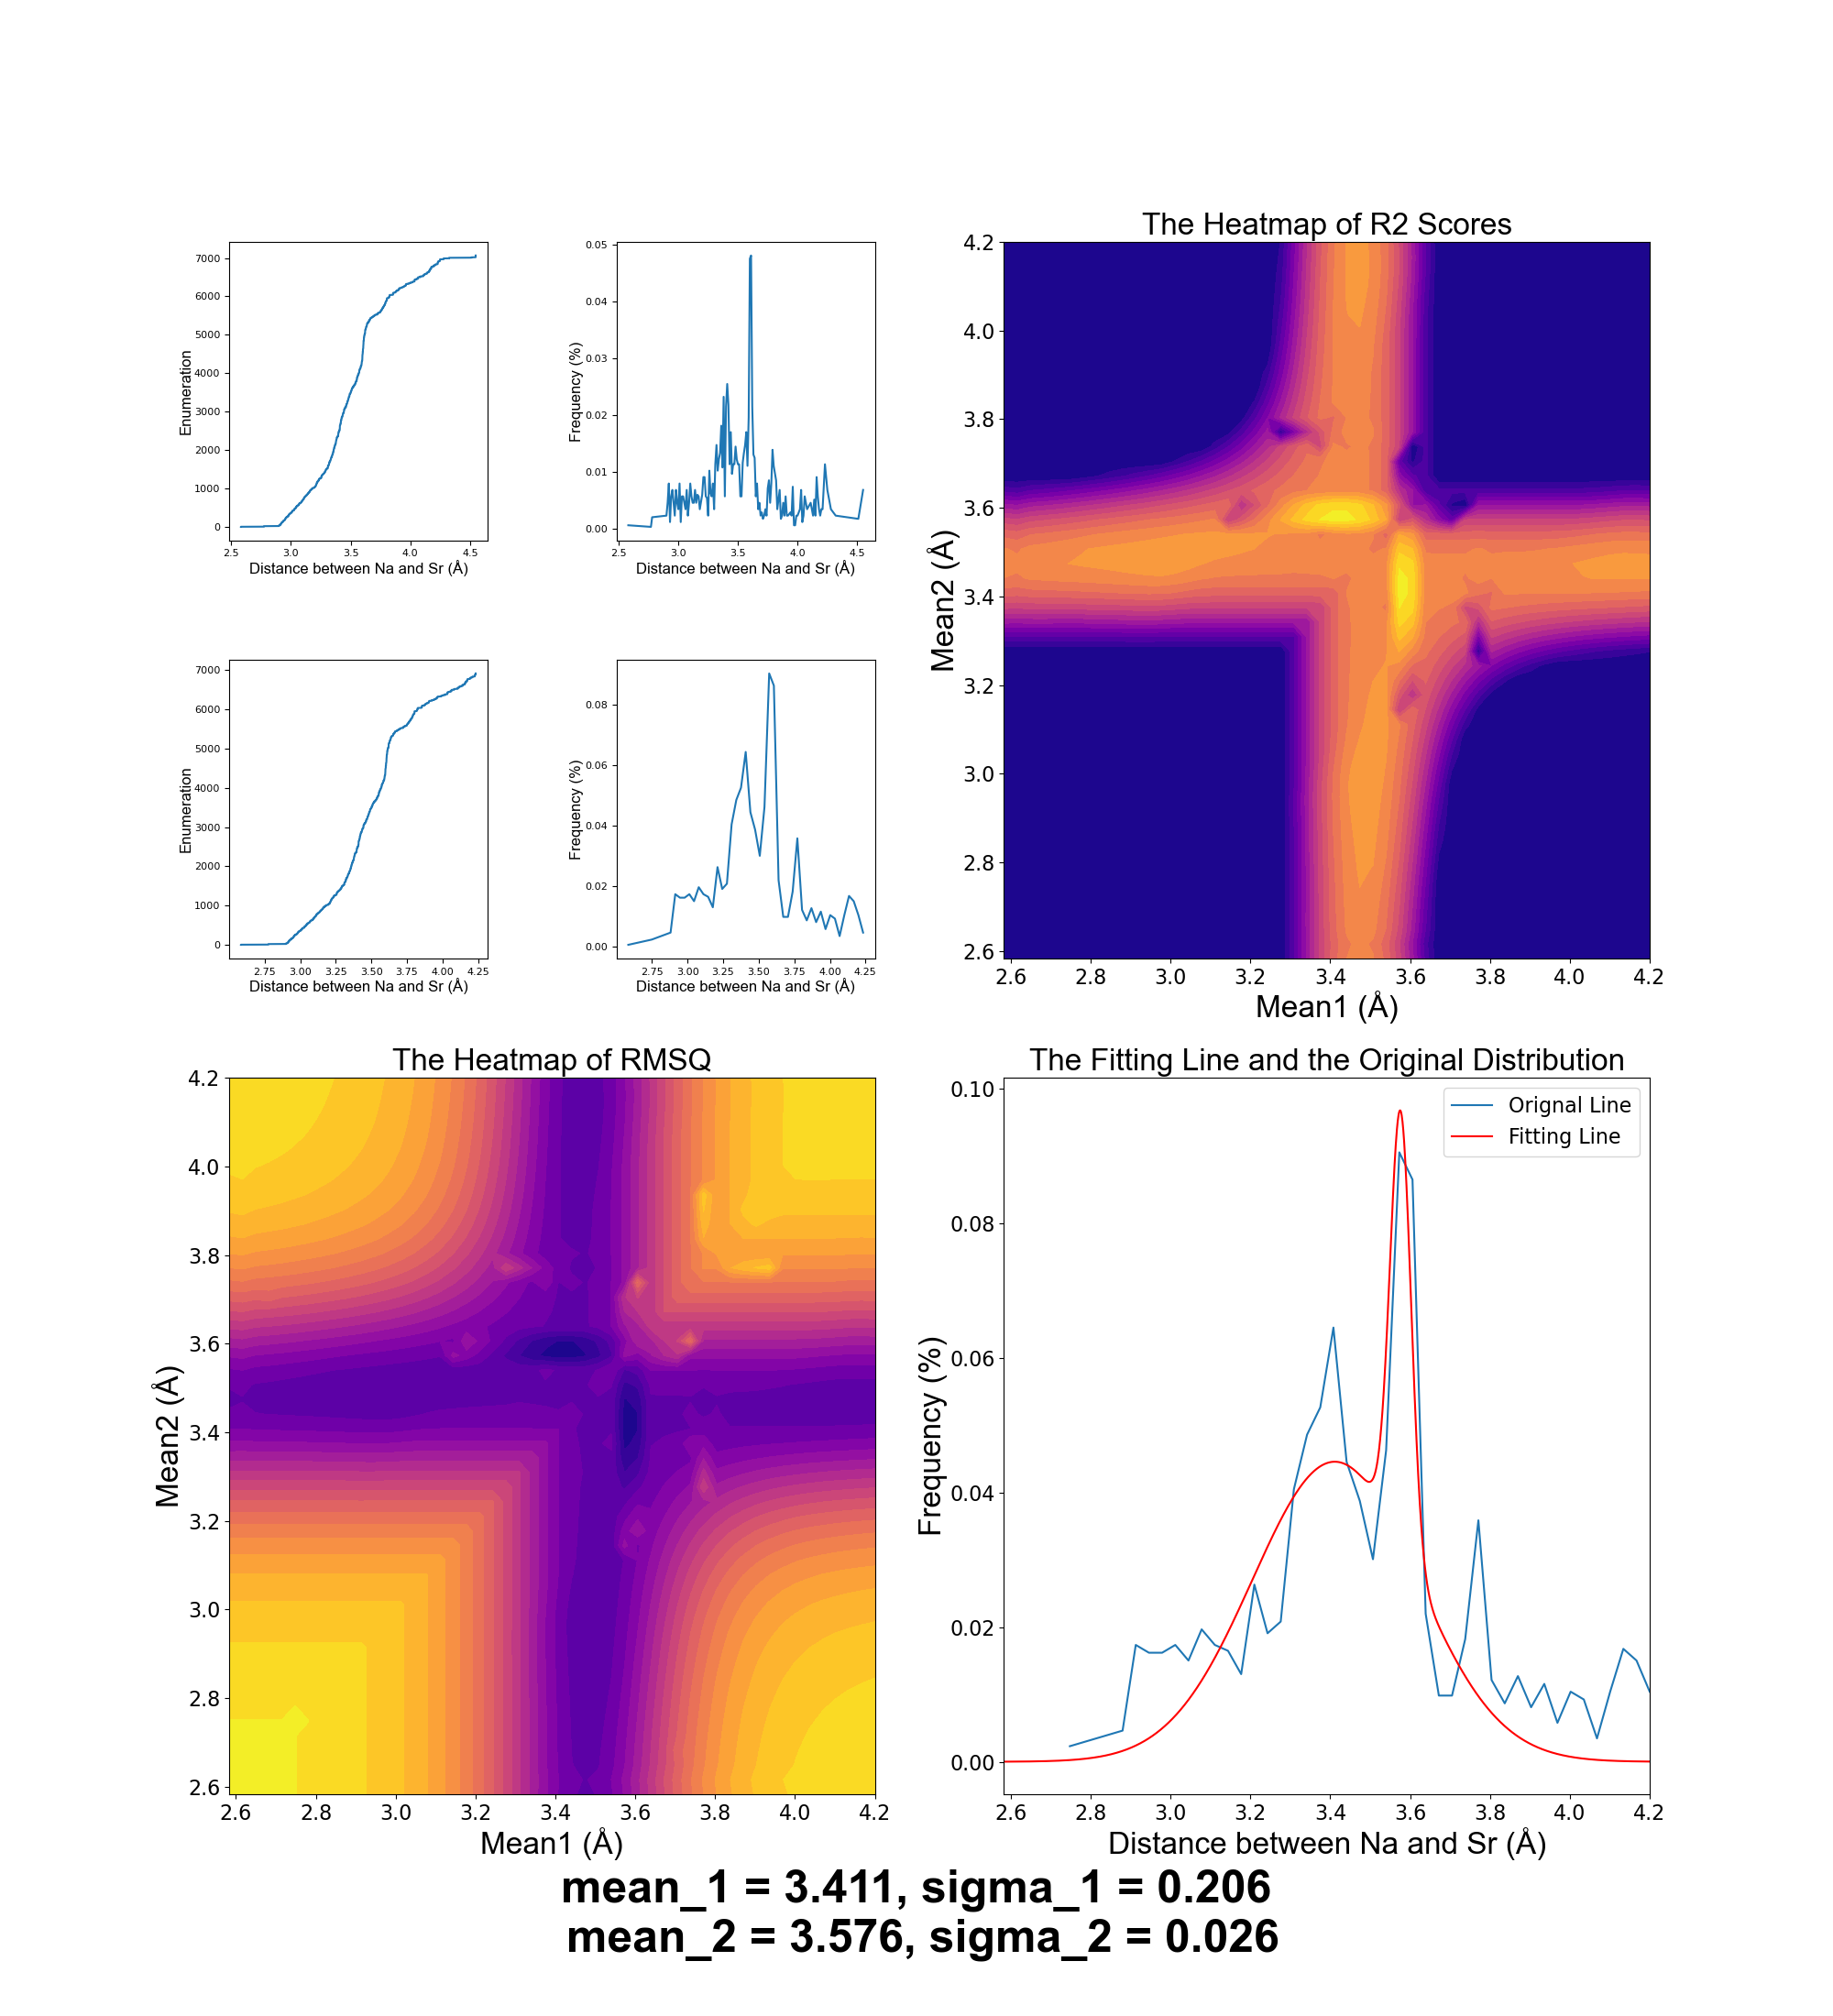 The Heatmap of R2 Scores
7000
6000
5000
4000
3000
2000
1000
0
Enumeration
2.5 3.0 3.5 4.0 4.5
Distance between Na and Sr (Å)
0.05
0.04
0.03
0.02
0.01
0.00
Frequency (%)
2.5 3.0 3.5 4.0 4.5
Distance between Na and Sr (Å)
4.2
4.0
3.8
3.6
3.4
3.2
3.0
2.8
2.6
Mean2 (Å)
2.6 2.8 3.0 3.2 3.4 3.6 3.8 4.0 4.2
Mean1 (Å)
7000
6000
5000
4000
3000
2000
1000
0
Enumeration
2.75 3.00 3.25 3.50 3.75 4.00 4.25
Distance between Na and Sr (Å)
0.08
0.06
0.04
0.02
0.00
Frequency (%)
2.75 3.00 3.25 3.50 3.75 4.00 4.25
Distance between Na and Sr (Å)
The Heatmap of RMSQ
4.2
4.0
3.8
3.6
3.4
3.2
3.0
2.8
2.6
Mean2 (Å)
2.6 2.8 3.0 3.2 3.4 3.6 3.8 4.0 4.2
Mean1 (Å)
The Fitting Line and the Original Distribution
Orignal Line
Fitting Line
0.10
0.08
0.06
0.04
0.02
0.00
Frequency (%)
2.6 2.8 3.0 3.2 3.4 3.6 3.8 4.0 4.2
Distance between Na and Sr (Å)
mean_1 = 3.411, sigma_1 = 0.206
mean_2 = 3.576, sigma_2 = 0.026